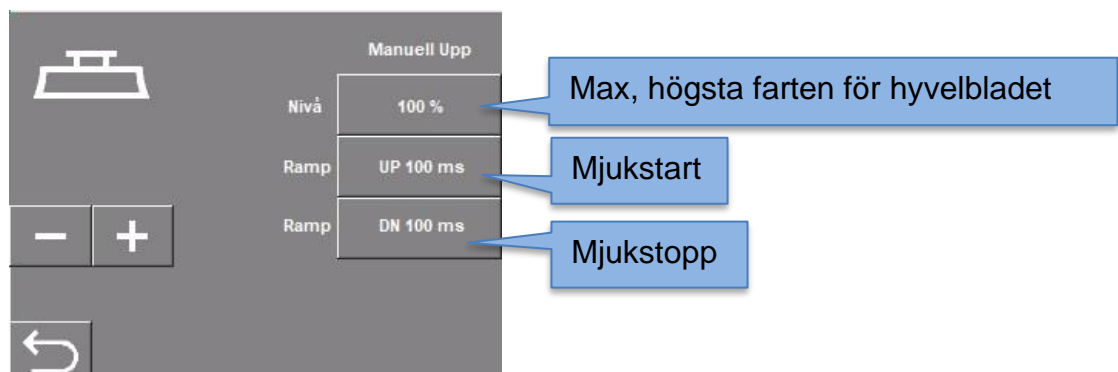 Manuell Upp
Nivå 100 %
Max, högsta farten för hyvelbladet
Ramp UP 100 ms
Mjukstart
Ramp DN 100 ms
Mjukstopp